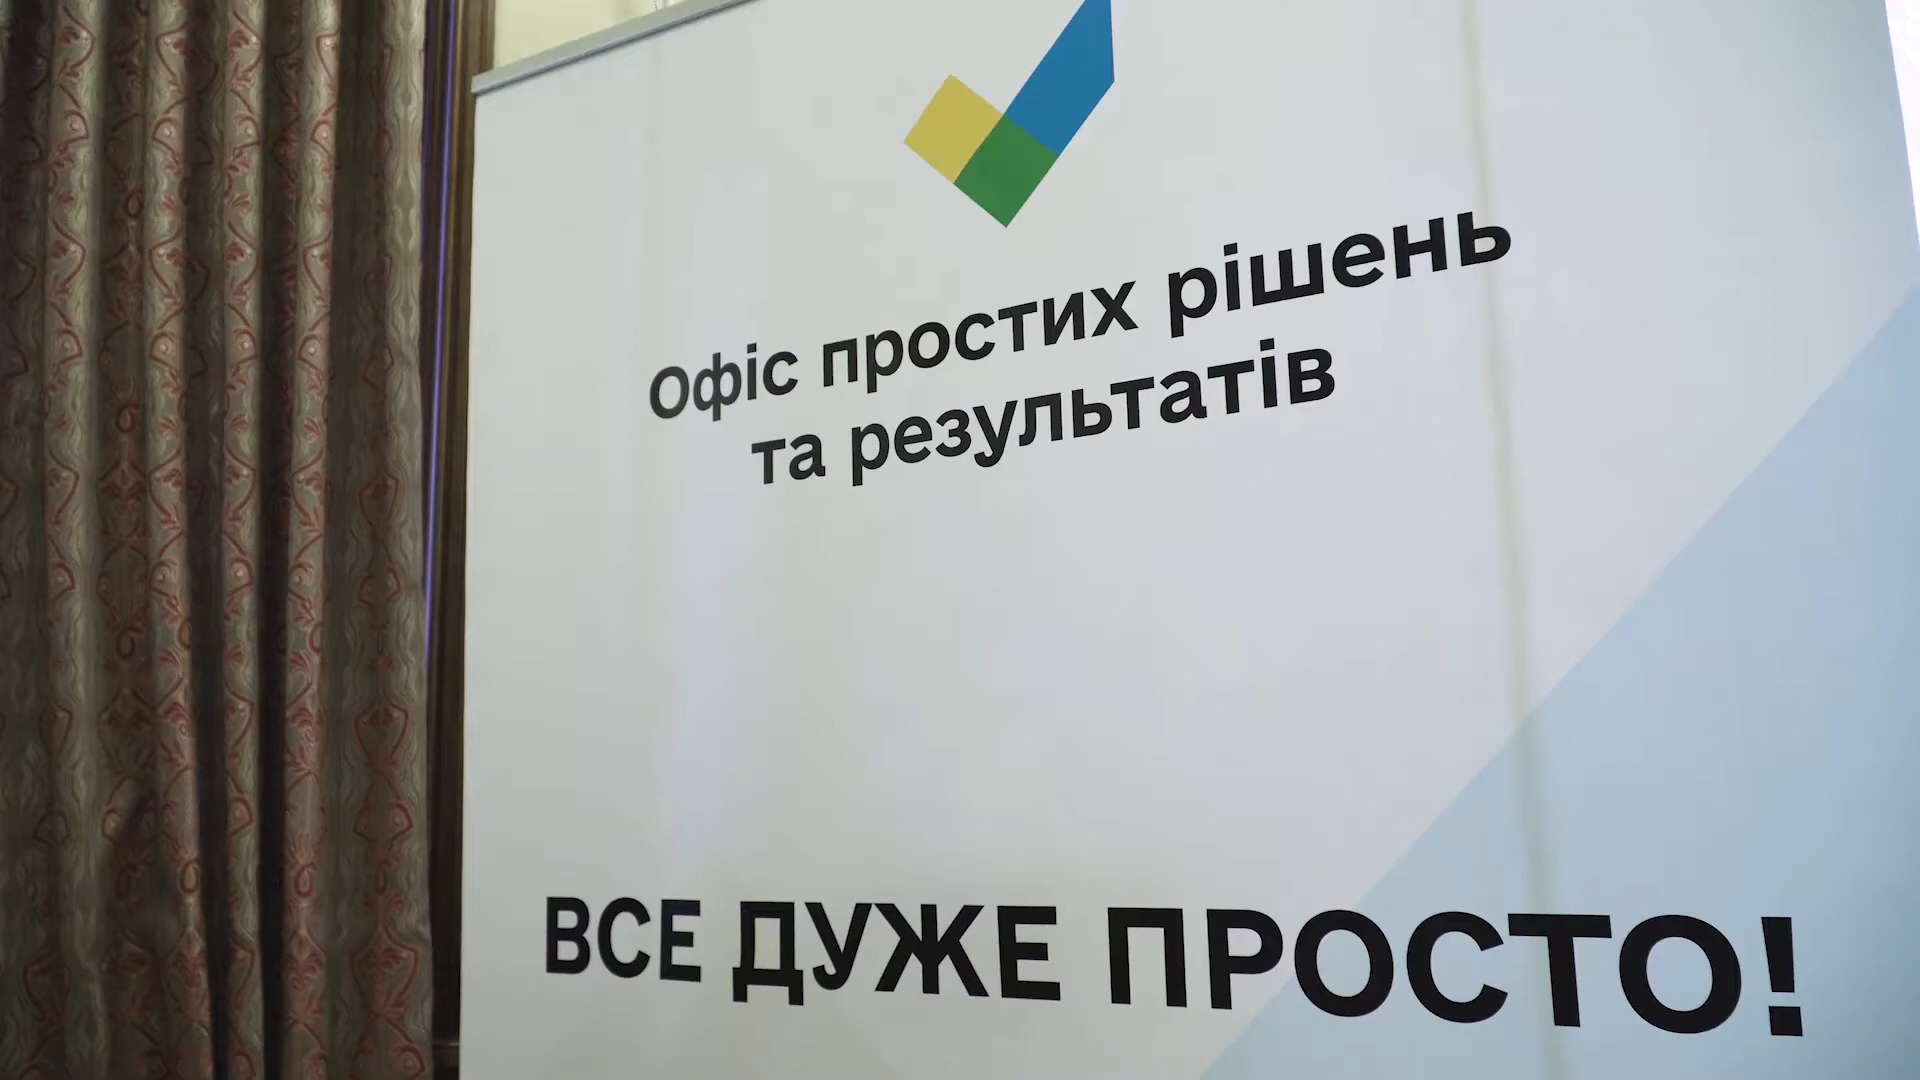 Офіс простих рішень
та результатів
ВСЕ ДУЖЕ ПРОСТО!